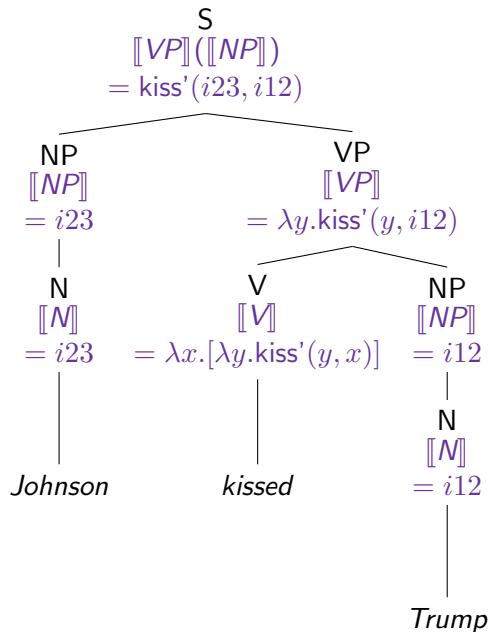 S
⟦VP⟧(⟦NP⟧)
= kiss'(i23, i12)
NP VP
⟦NP⟧ ⟦VP⟧
= i23 = λy.kiss'(y, i12)
N V NP
⟦N⟧ ⟦V⟧ ⟦NP⟧
= i23 = λx.[λy.kiss'(y, x)] = i12
N
⟦N⟧
Johnson kissed = i12
Trump